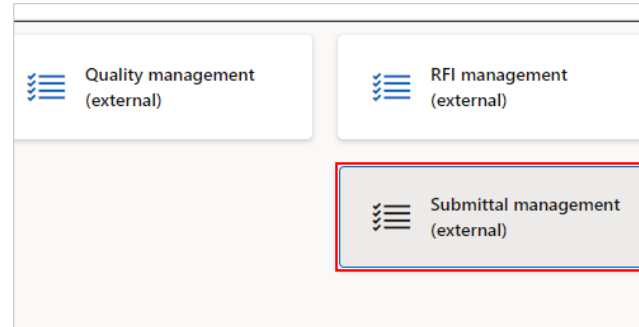 Quality management
(external)
RFI management
(external)
Submittal management
(external)